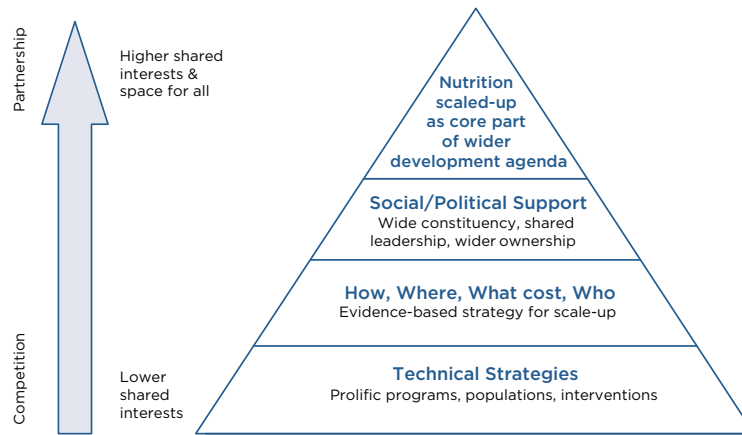 Partnership
Higher shared
interests &
space for all
Competition
Lower
shared
interests
Nutrition
scaled-up
as core part
of wider
development agenda
Social/Political Support
Wide constituency, shared
leadership, wider ownership
How, Where, What cost, Who
Evidence-based strategy for scale-up
Technical Strategies
Prolific programs, populations, interventions